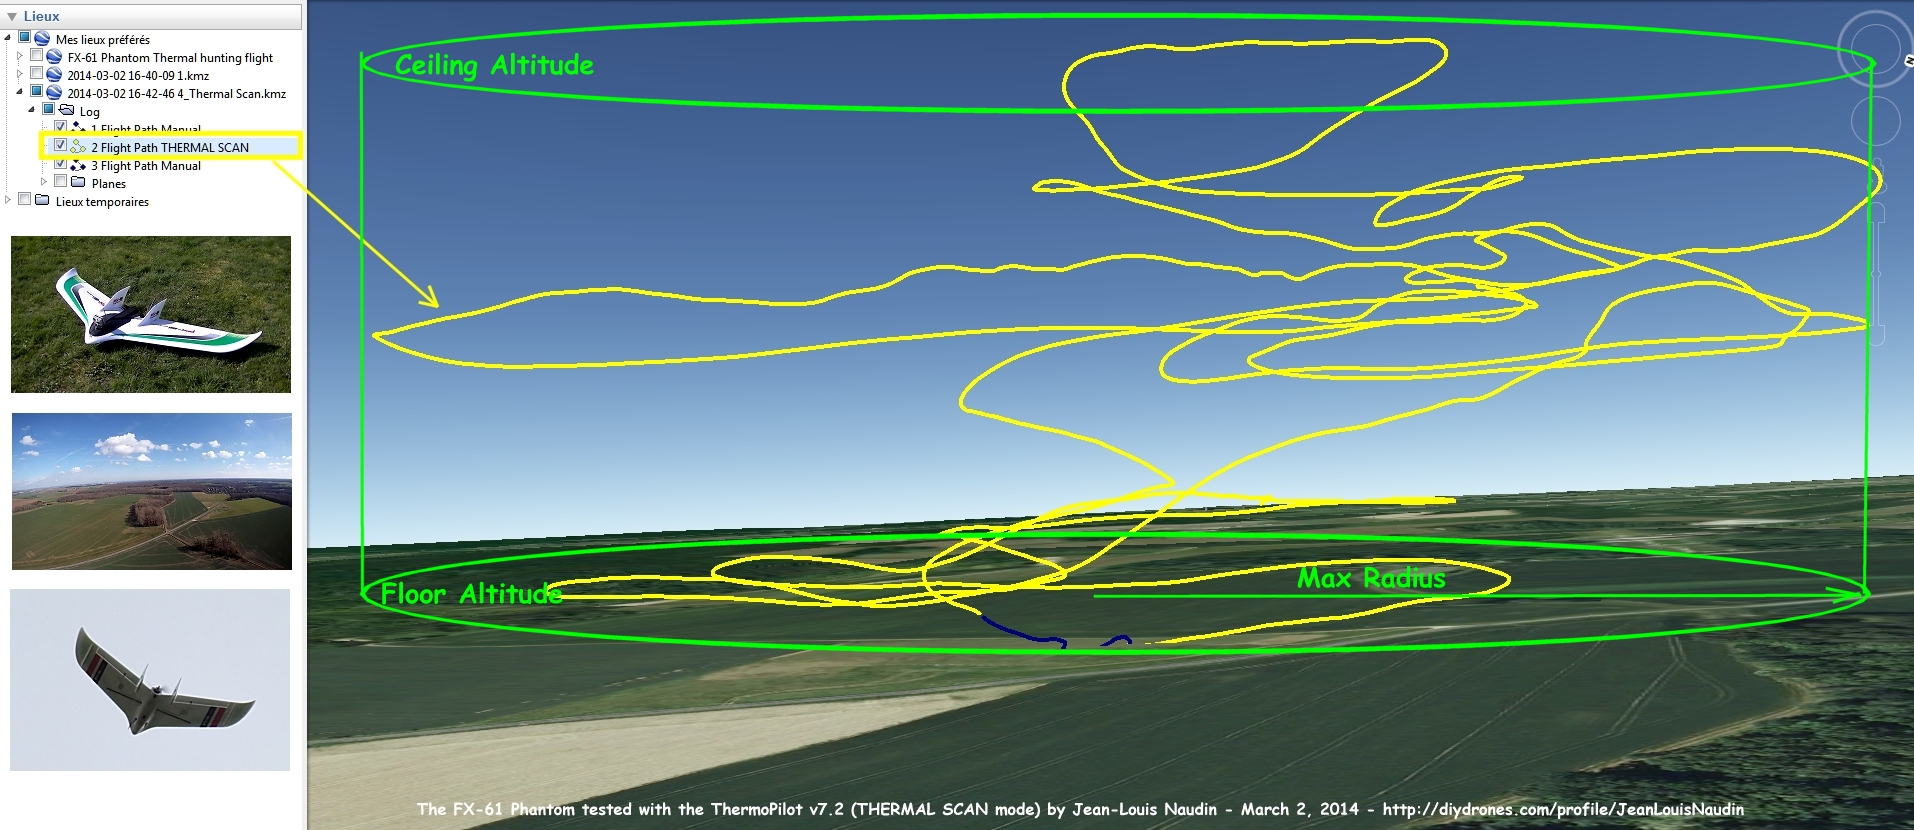 Lieux
Mes lieux préférés
FX-61 Phantom Thermal hunting flight
2014-03-02 16-40-09 1.kmz
2014-03-02 16-42-46 4_Thermal Scan.kmz
Log
1 Flight Path Manual
2 Flight Path THERMAL SCAN
3 Flight Path Manual
Planes
Lieux temporaires
Ceiling Altitude
N
Floor Altitude
Max Radius
The FX-61 Phantom tested with the ThermoPilot v7.2 (THERMAL SCAN mode) by Jean-Louis Naudin - March 2, 2014 - http://diydrones.com/profile/JeanLouisNaudin